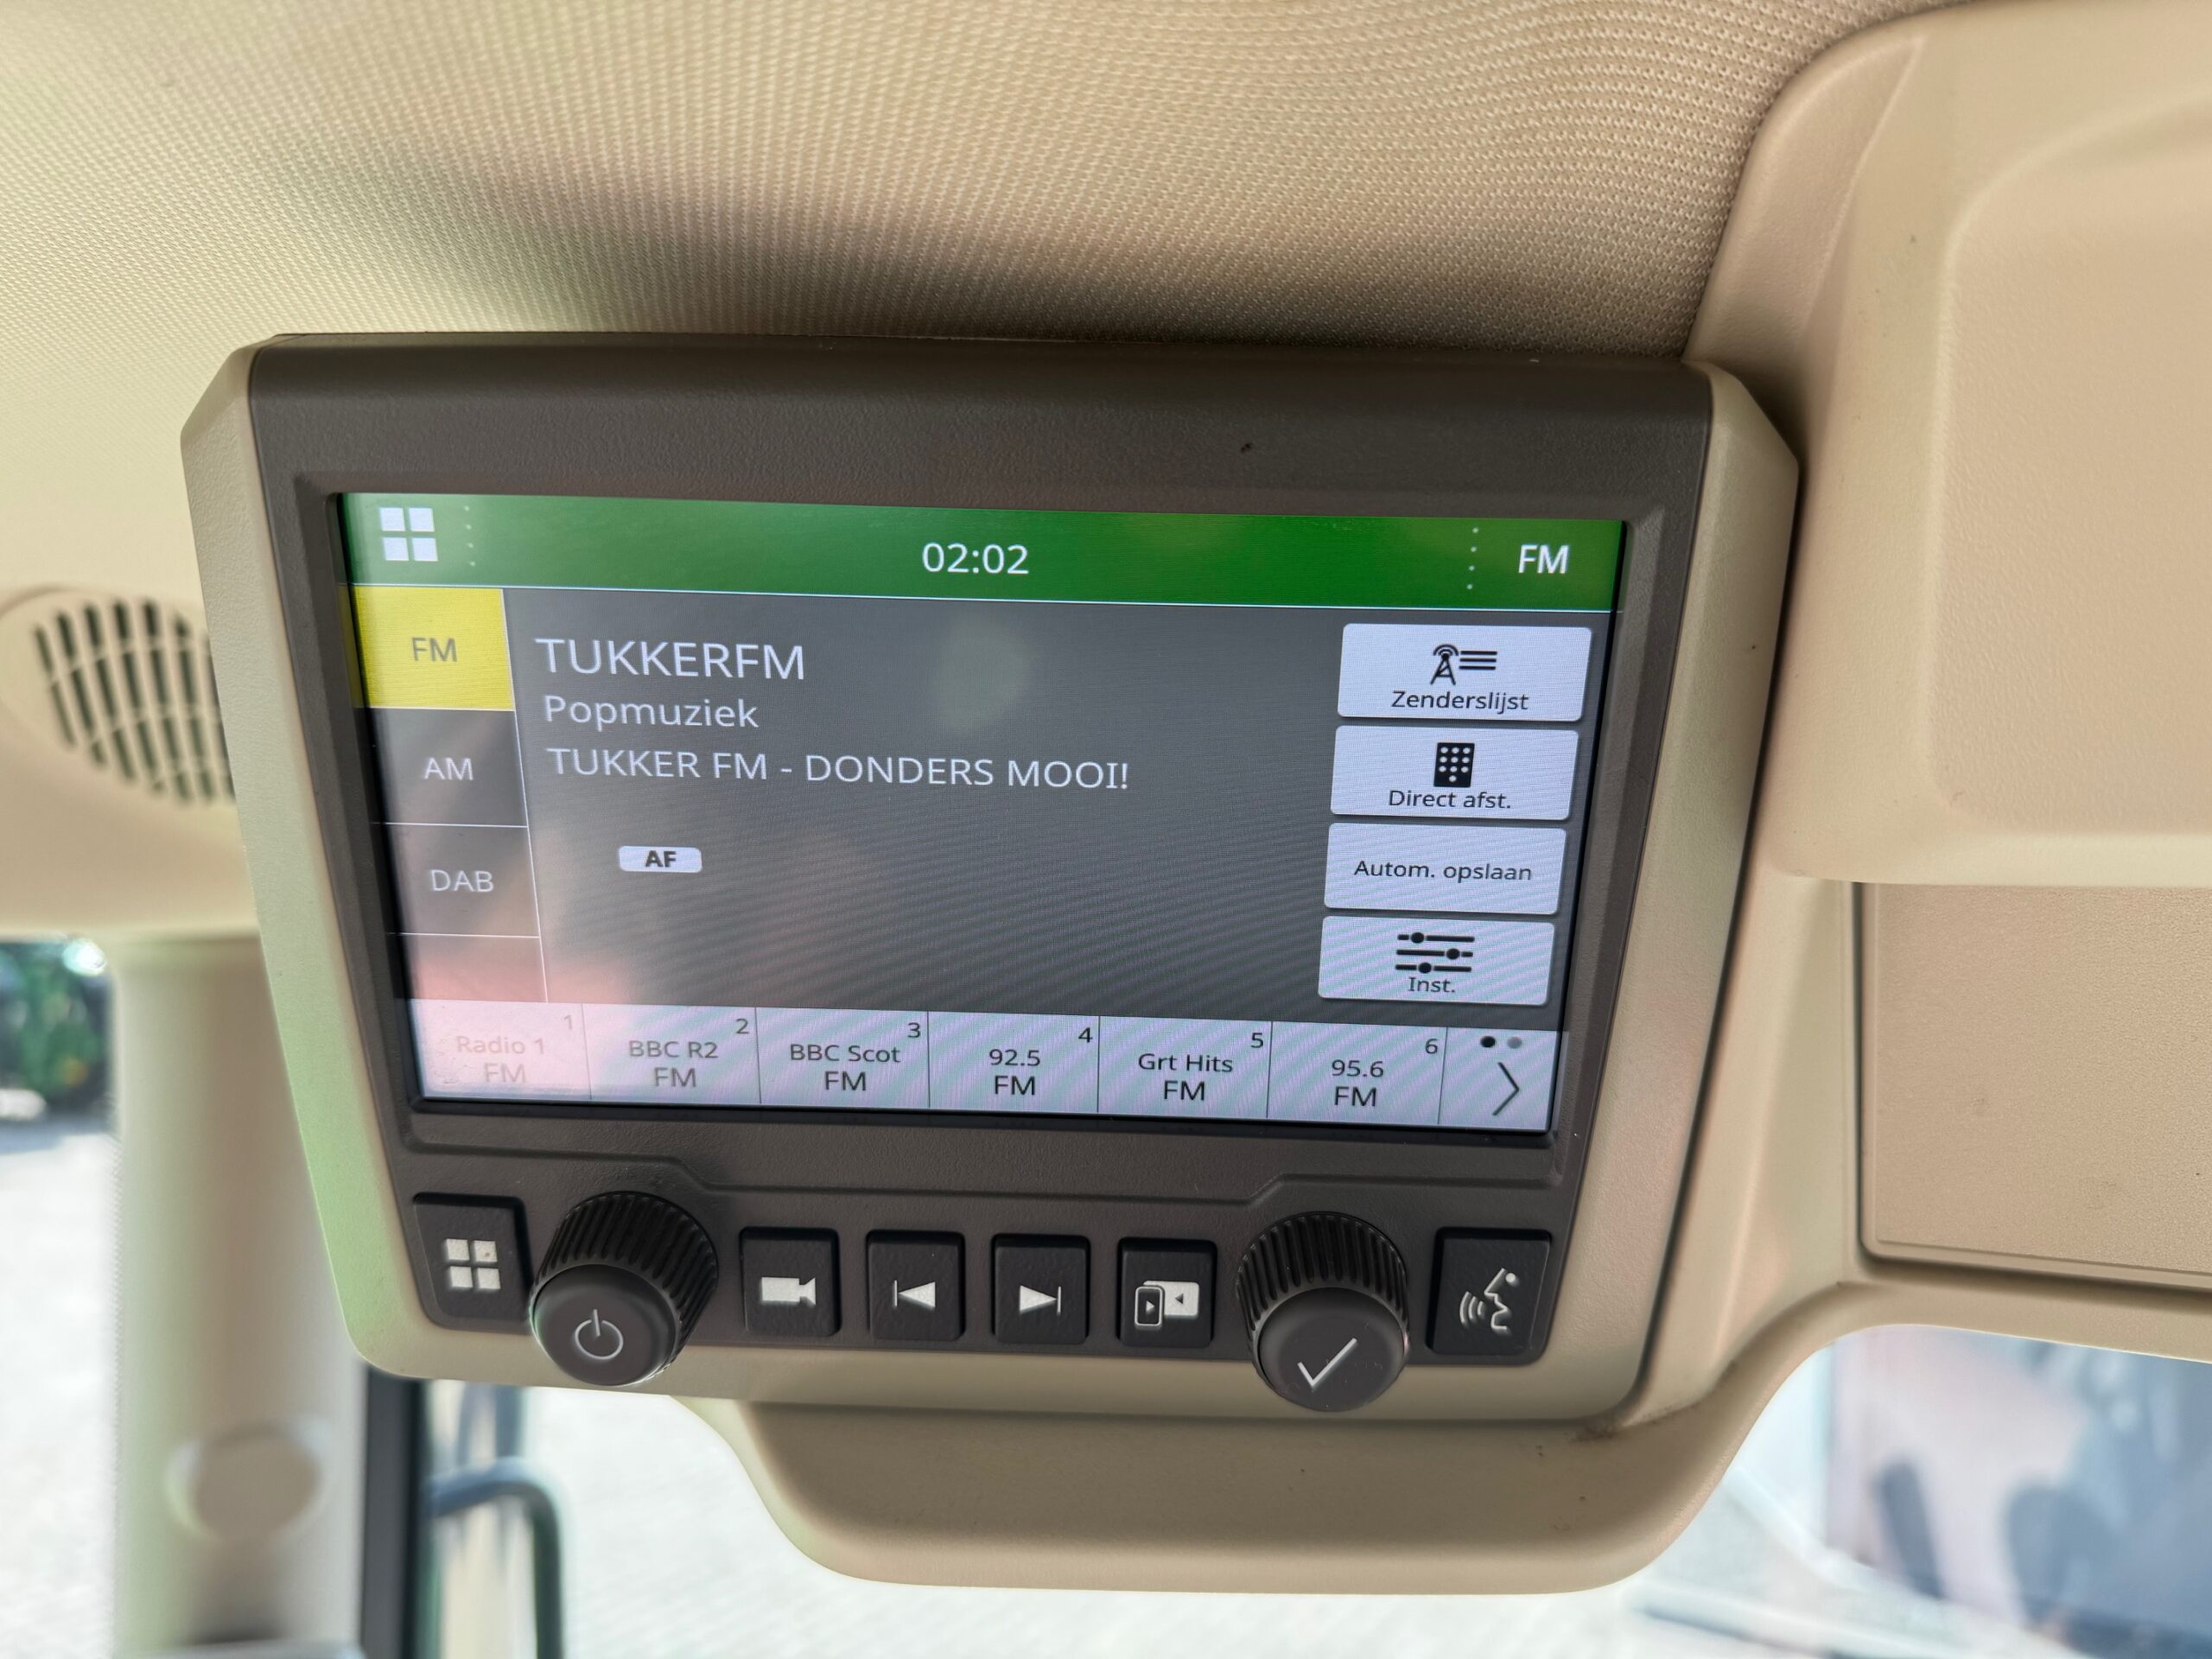 02:02
FM
FM
AM
DAB
TUKKERFM
Popmuziek
TUKKER FM - DONDERS MOOI!
AF
Zenderslijst
Direct afst.
Autom. opslaan
Inst.
1
Radio 1
FM
2
BBC R2
FM
3
BBC Scot
FM
4
92.5
FM
5
Grt Hits
FM
6
95.6
FM